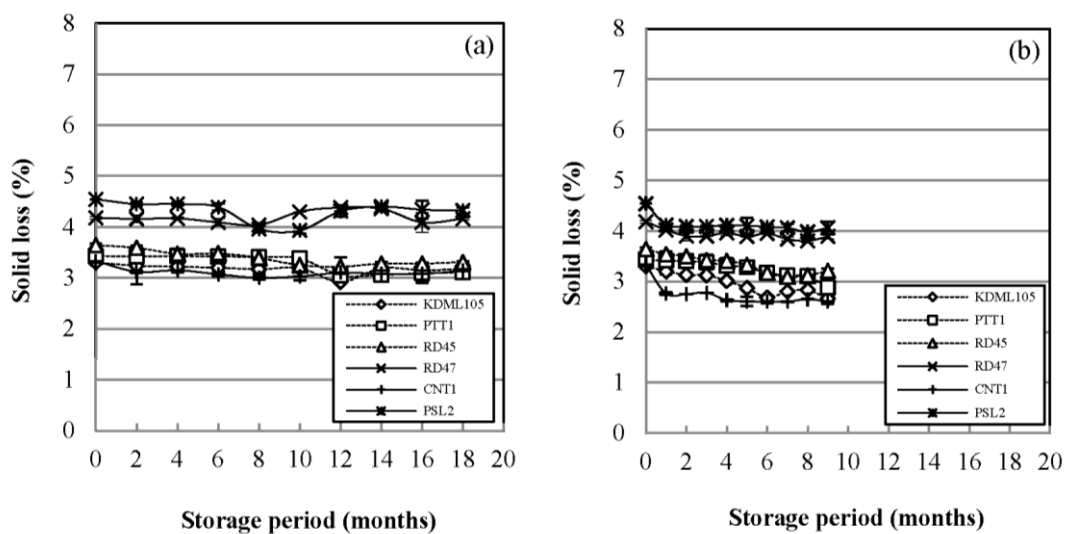 (a)
Solid loss (%)
8
7
6
5
4
3
2
1
0
0 2 4 6 8 10 12 14 16 18 20
Storage period (months)
KDML105
PTT1
RD45
RD47
CNT1
PSL2
(b)
Solid loss (%)
8
7
6
5
4
3
2
1
0
0 2 4 6 8 10 12 14 16 18 20
Storage period (months)
KDML105
PTT1
RD45
RD47
CNT1
PSL2